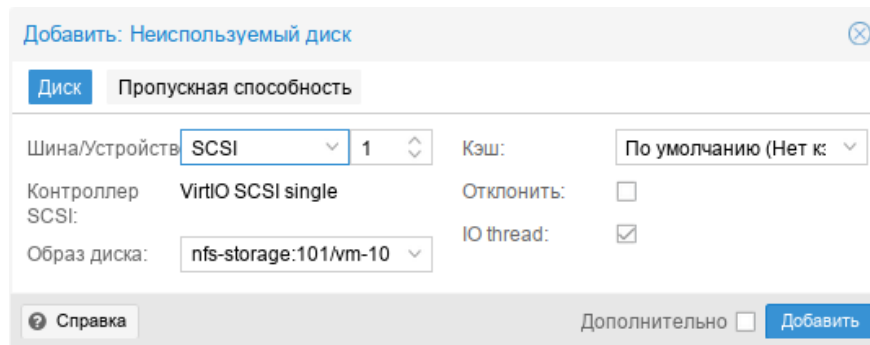 Добавить: Неиспользуемый диск
Диск Пропускная способность
Шина/Устройств SCSI 1 Кэш: По умолчанию (Нет кэ
Контроллер SCSI: VirtIO SCSI single Отклонить:
IO thread:
Образ диска: nfs-storage:101/vm-10
Справка Дополнительно Добавить